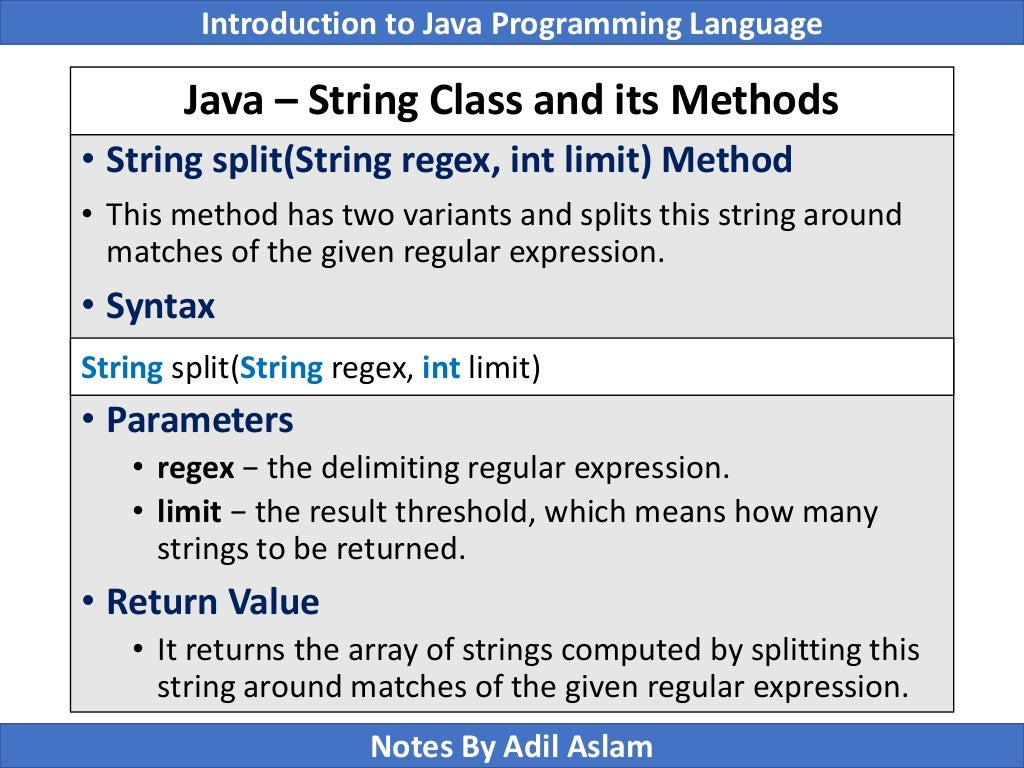 Introduction to Java Programming Language
Java – String Class and its Methods
• String split(String regex, int limit) Method
• This method has two variants and splits this string around
matches of the given regular expression.
• Syntax
String split(String regex, int limit)
• Parameters
• regex − the delimiting regular expression.
• limit − the result threshold, which means how many
strings to be returned.
• Return Value
• It returns the array of strings computed by splitting this
string around matches of the given regular expression.
Notes By Adil Aslam